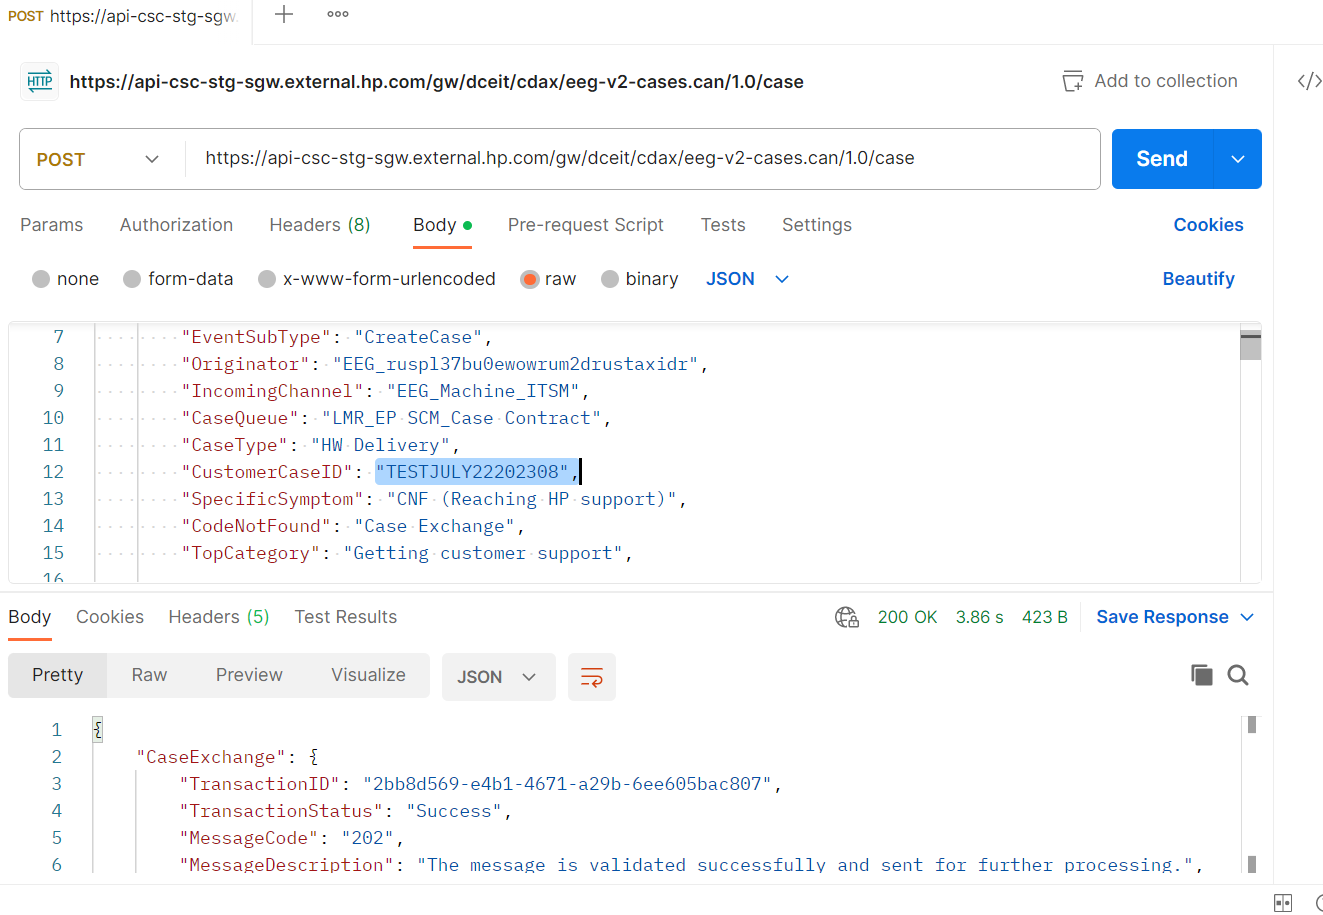 POST https://api-csc-stg-sgw.
HTTP https://api-csc-stg-sgw.external.hp.com/gw/dceit/cdax/eeg-v2-cases.can/1.0/case Add to collection </>
POST https://api-csc-stg-sgw.external.hp.com/gw/dceit/cdax/eeg-v2-cases.can/1.0/case Send
Params Authorization Headers (8) Body Pre-request Script Tests Settings Cookies
none form-data x-www-form-urlencoded raw binary JSON Beautify
7 "EventSubType": "CreateCase",
8 "Originator": "EEG_ruspl37bu0ewowrum2drustaxidr",
9 "IncomingChannel": "EEG_Machine_ITSM",
10 "CaseQueue": "LMR_EP SCM_Case Contract",
11 "CaseType": "HW Delivery",
12 "CustomerCaseID": "TESTJULY22202308",
13 "SpecificSymptom": "CNF (Reaching HP support)",
14 "CodeNotFound": "Case Exchange",
15 "TopCategory": "Getting customer support",
16
Body Cookies Headers (5) Test Results 200 OK 3.86 s 423 B Save Response
Pretty Raw Preview Visualize JSON
1 {
2 "CaseExchange": {
3 "TransactionID": "2bb8d569-e4b1-4671-a29b-6ee605bac807",
4 "TransactionStatus": "Success",
5 "MessageCode": "202",
6 "MessageDescription": "The message is validated successfully and sent for further processing.",